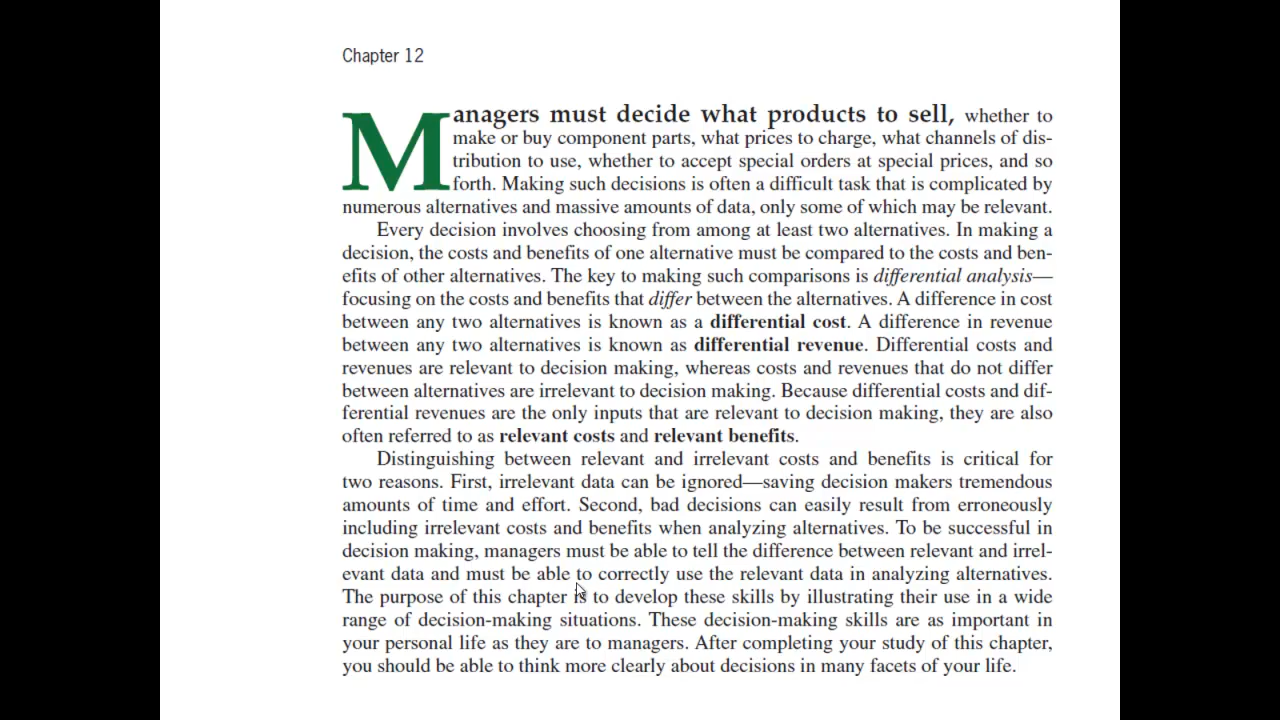 Chapter 12
Managers must decide what products to sell, whether to
make or buy component parts, what prices to charge, what channels of dis-
tribution to use, whether to accept special orders at special prices, and so
forth. Making such decisions is often a difficult task that is complicated by
numerous alternatives and massive amounts of data, only some of which may be relevant.
Every decision involves choosing from among at least two alternatives. In making a
decision, the costs and benefits of one alternative must be compared to the costs and ben-
efits of other alternatives. The key to making such comparisons is differential analysis—
focusing on the costs and benefits that differ between the alternatives. A difference in cost
between any two alternatives is known as a differential cost. A difference in revenue
between any two alternatives is known as differential revenue. Differential costs and
revenues are relevant to decision making, whereas costs and revenues that do not differ
between alternatives are irrelevant to decision making. Because differential costs and dif-
ferential revenues are the only inputs that are relevant to decision making, they are also
often referred to as relevant costs and relevant benefits.
Distinguishing between relevant and irrelevant costs and benefits is critical for
two reasons. First, irrelevant data can be ignored—saving decision makers tremendous
amounts of time and effort. Second, bad decisions can easily result from erroneously
including irrelevant costs and benefits when analyzing alternatives. To be successful in
decision making, managers must be able to tell the difference between relevant and irrel-
evant data and must be able to correctly use the relevant data in analyzing alternatives.
The purpose of this chapter is to develop these skills by illustrating their use in a wide
range of decision-making situations. These decision-making skills are as important in
your personal life as they are to managers. After completing your study of this chapter,
you should be able to think more clearly about decisions in many facets of your life.